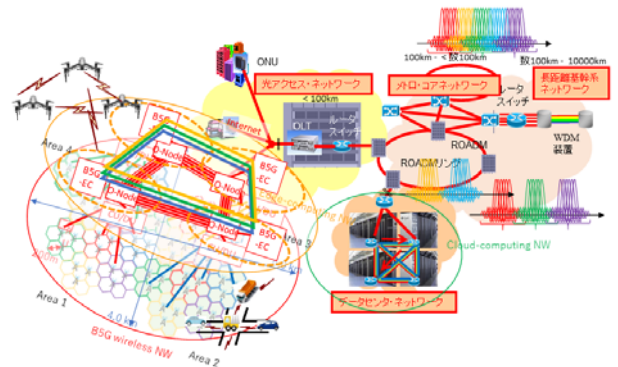 ONU
光アクセス・ネットワーク
< 100km
OLT
ルータ
スイッチ
Internet
100km - < 数100km
数100km - 10000km
メトロ・コアネットワーク
長距離基幹系
ネットワーク
ルータ
スイッチ
WDM
装置
ROADM
ROADMリング
Cloud-computing NW
データセンタ・ネットワーク
Area 4
B5G
O-Node
B5G
-EC
O-Node
B5G
-EC
O-Node
B5G
-EC
Area 3
200m
4.0 km
Area 1
Area 2
B5G wireless NW